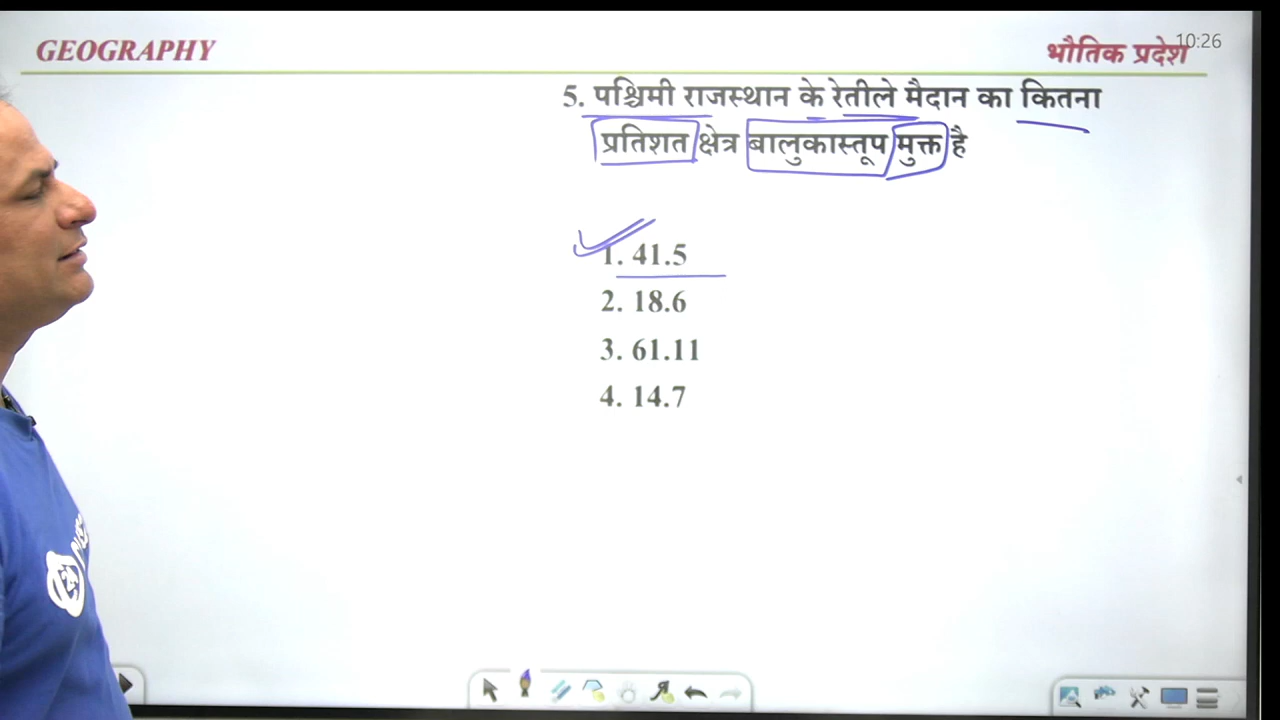 GEOGRAPHY
भौतिक प्रदेश
10:26
5. पश्चिमी राजस्थान के रेतीले मैदान का कितना
प्रतिशत क्षेत्र बालुकास्तूप मुक्त है
1. 41.5
2. 18.6
3. 61.11
4. 14.7